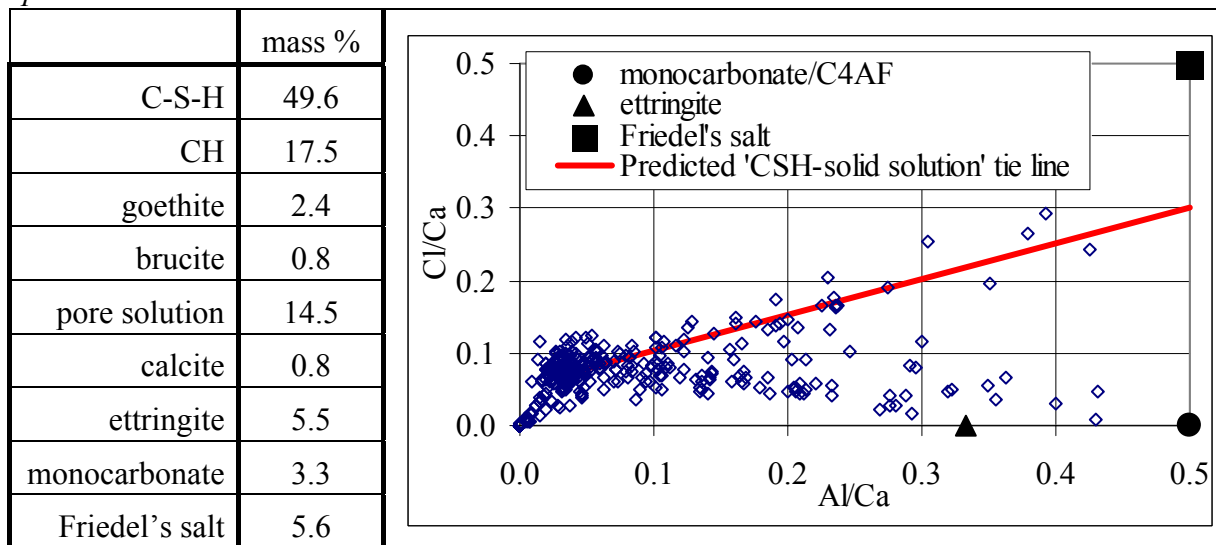 mass %
C-S-H 49.6
CH 17.5
goethite 2.4
brucite 0.8
pore solution 14.5
calcite 0.8
ettringite 5.5
monocarbonate 3.3
Friedel's salt 5.6
monocarbonate/C4AF
ettringite
Friedel's salt
Predicted 'CSH-solid solution' tie line
Cl/Ca
0.5
0.4
0.3
0.2
0.1
0.0
0.0 0.1 0.2 0.3 0.4 0.5
Al/Ca